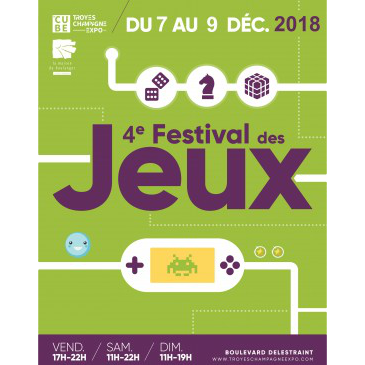 CUBE TROYES CHAMPAGNE EXPO
DU 7 AU 9 DÉC. 2018
4e Festival des
Jeux
VEND. / SAM. / DIM.
17H-22H / 11H-22H / 11H-19H
BOULEVARD DELESTRAINT
WWW.TROYESCHAMPAGNEEXPO.COM